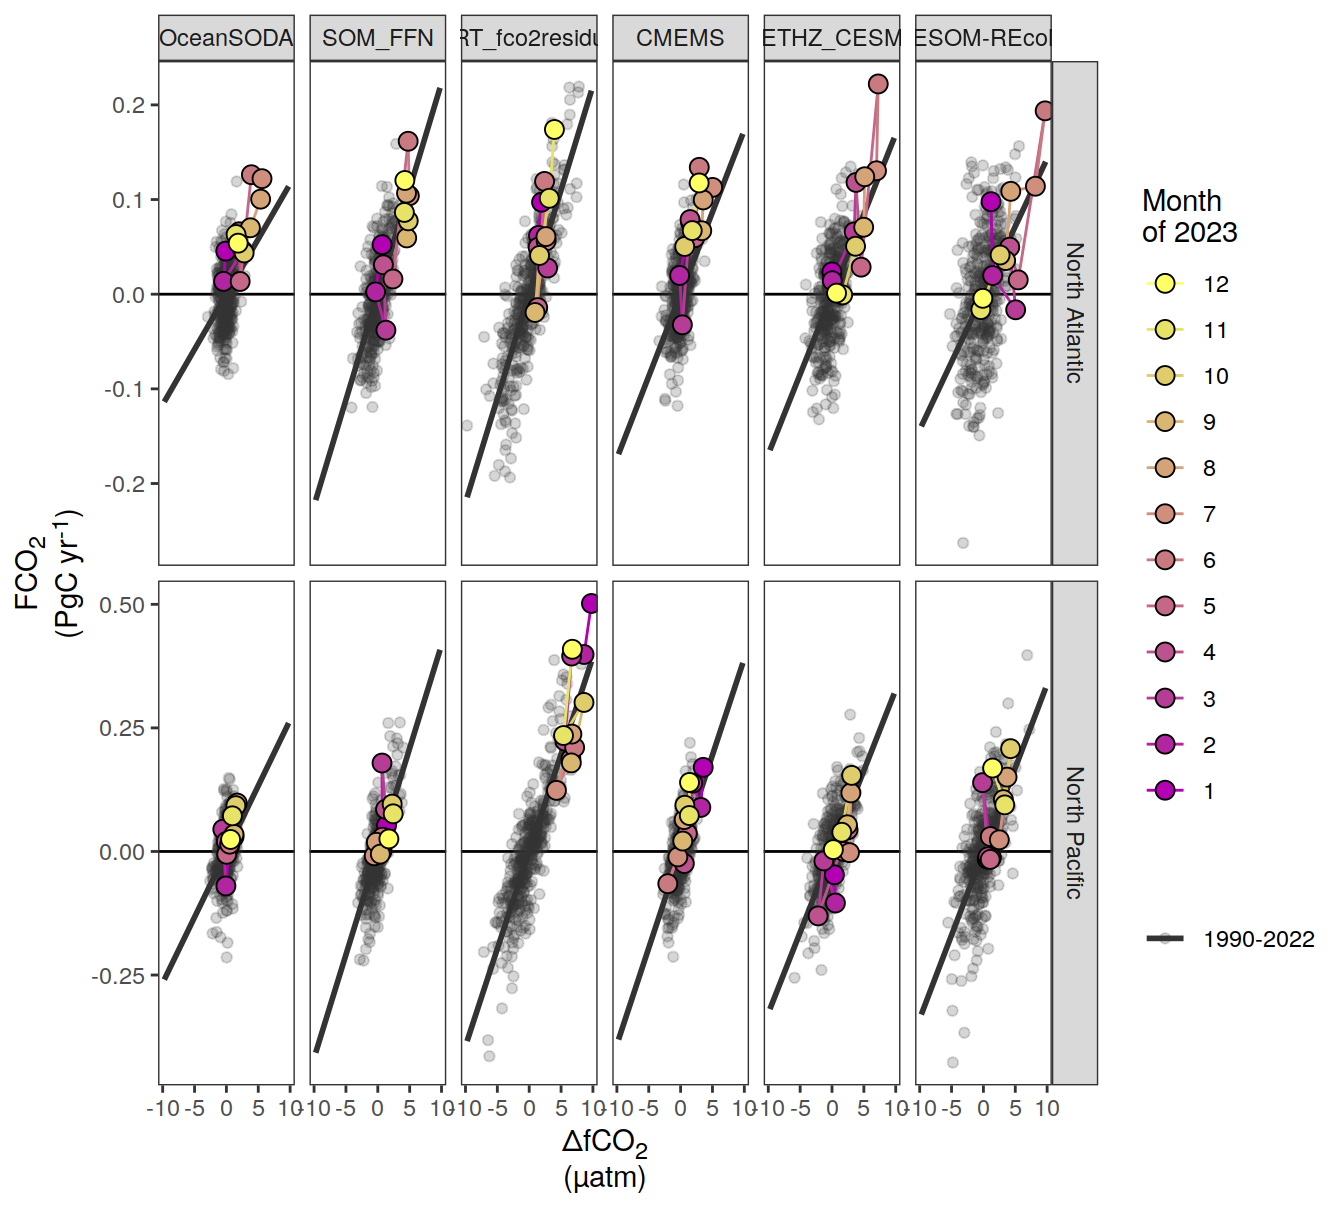 OceanSODA
SOM_FFN
RT_fco2residu
CMEMS
ETHZ_CESM
ESOM-REcoM
North Atlantic
North Pacific
0.2
0.1
0.0
-0.1
-0.2
0.50
0.25
0.00
-0.25
FCO2
(PgC yr-1)
-10 -5 0 5 10
-10 -5 0 5 10
-10 -5 0 5 10
-10 -5 0 5 10
-10 -5 0 5 10
-10 -5 0 5 10
ΔfCO2
(µatm)
Month
of 2023
12
11
10
9
8
7
6
5
4
3
2
1
1990-2022